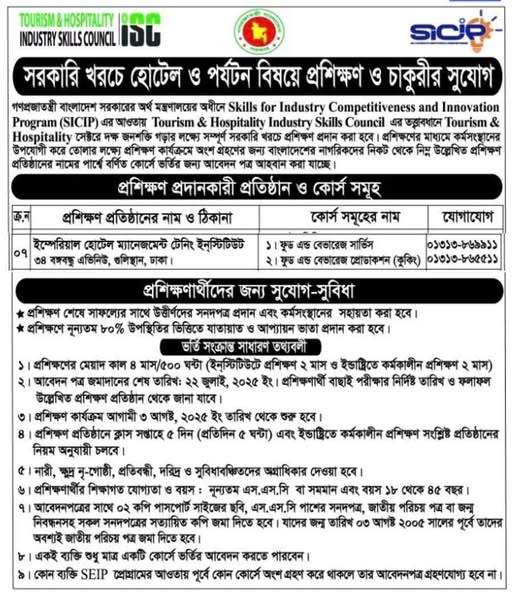 TOURISM & HOSPITALITY
INDUSTRY SKILLS COUNCIL iSC
SiCiP
সরকারি খরচে হোটেল ও পর্যটন বিষয়ে প্রশিক্ষণ ও চাকুরীর সুযোগ
গণপ্রজাতন্ত্রী বাংলাদেশ সরকারের অর্থ মন্ত্রণালয়ের অধীনে Skills for Industry Competitiveness and Innovation
Program (SICIP) এর আওতায় Tourism & Hospitality Industry Skills Council এর তত্ত্বাবধানে Tourism &
Hospitality সেক্টরে দক্ষ জনশক্তি গড়ার লক্ষ্যে সম্পূর্ণ সরকারি খরচে প্রশিক্ষণ প্রদান করা হবে। প্রশিক্ষণের মাধ্যমে কর্মসংস্থানের
উপযোগী করে তোলার লক্ষ্যে প্রশিক্ষণ কার্যক্রমে অংশ গ্রহণের জন্য বাংলাদেশের নাগরিকদের নিকট থেকে নিম্ন উল্লেখিত প্রশিক্ষণ
প্রতিষ্ঠানের নামের পার্শ্বে বর্ণিত কোর্সে ভর্তির জন্য আবেদন পত্র আহবান করা যাচ্ছে।
প্রশিক্ষণ প্রদানকারী প্রতিষ্ঠান ও কোর্স সমূহ
ক্র.ন প্রশিক্ষণ প্রতিষ্ঠানের নাম ও ঠিকানা কোর্স সমূহের নাম যোগাযোগ
০৭ ইম্পেরিয়াল হোটেল ম্যানেজমেন্ট টেনিং ইন্‌স্টিটিউট ১। ফুড এন্ড বেভারেজ সার্ভিস ০১৩১৩-৮৬৯৯১১
৩৪ বঙ্গবন্ধু এভিনিউ, গুলিস্থান, ঢাকা। ২। ফুড এন্ড বেভারেজ প্রোডাকশন (কুকিং) ০১৩১৩-৮৬৫৫১১
প্রশিক্ষণার্থীদের জন্য সুযোগ-সুবিধা
★ প্রশিক্ষণ শেষে সাফল্যের সাথে উত্তীর্ণদের সনদপত্র প্রদান এবং কর্মসংস্থানের সহায়তা করা হবে।
★ প্রশিক্ষণে নূন্যতম ৮০% উপস্থিতির ভিত্তিতে যাতায়াত ও আপ্যায়ন ভাতা প্রদান করা হবে।
ভর্তি সংক্রান্ত সাধারণ তথ্যবলী
১। প্রশিক্ষণের মেয়াদ কাল ৪ মাস/৫০০ ঘন্টা (ইন্‌স্টিটিউটে প্রশিক্ষণ ২ মাস ও ইন্ডাস্ট্রিতে কর্মকালীন প্রশিক্ষণ ২ মাস)
২। আবেদন পত্র জমাদানের শেষ তারিখ: ২২ জুলাই, ২০২৫ ইং। প্রশিক্ষণার্থী বাছাই পরীক্ষার নির্দিষ্ট তারিখ ও ফলাফল
উল্লেখিত প্রশিক্ষণ প্রতিষ্ঠান থেকে জানা যাবে।
৩। প্রশিক্ষণ কার্যক্রম আগামী ৩ আগষ্ট, ২০২৫ ইং তারিখ থেকে শুরু হবে।
৪। প্রশিক্ষণ প্রতিষ্ঠানে ক্লাস সপ্তাহে ৫ দিন (প্রতিদিন ৫ ঘন্টা) এবং ইন্ডাস্ট্রিতে কর্মকালীন প্রশিক্ষণ সংশ্লিষ্ট প্রতিষ্ঠানের
নিয়ম অনুযায়ী চলবে।
৫। নারী, ক্ষুদ্র নৃ-গোষ্ঠী, প্রতিবন্ধী, দরিদ্র ও সুবিধাবঞ্চিতদের অগ্রাধিকার দেওয়া হবে।
৬। প্রশিক্ষণার্থীর শিক্ষাগত যোগ্যতা ও বয়স : নূন্যতম এস.এস.সি বা সমমান এবং বয়স ১৮ থেকে ৪৫ বছর।
৭। আবেদনপত্রের সাথে ০২ কপি পাসপোর্ট সাইজের ছবি, এস.এস.সি পাশের সনদপত্র, জাতীয় পরিচয় পত্র বা জন্ম
নিবন্ধনসহ সকল সনদপত্রের সত্যায়িত কপি জমা দিতে হবে। যাদের জন্ম তারিখ ০৩ আগষ্ট ২০০৫ সালের পূর্বে তাদের
অবশ্যই জাতীয় পরিচয় পত্র জমা দিতে হবে।
৮। একই ব্যক্তি শুধু মাত্র একটি কোর্সে ভর্তির আবেদন করতে পারবেন।
৯। কোন ব্যক্তি SEIP প্রোগ্রামের আওতায় পূর্বে কোন কোর্সে অংশ গ্রহণ করে থাকলে তার আবেদনপত্র গ্রহণযোগ্য হবে না।